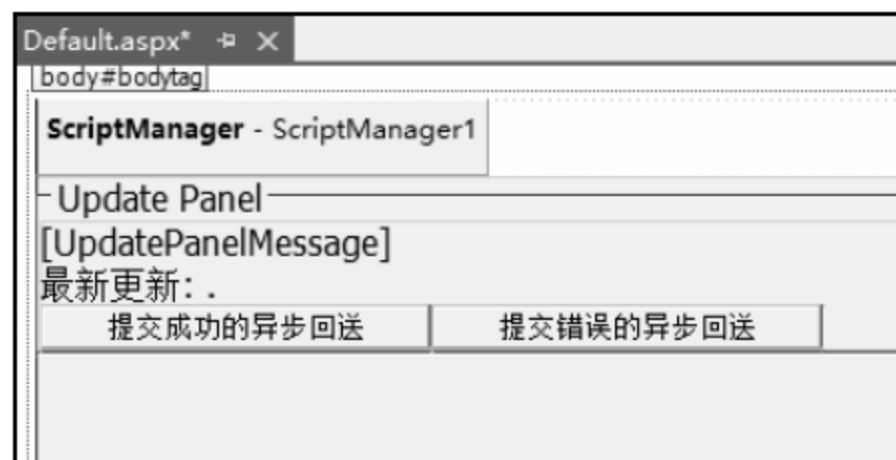 Default.aspx*
body#bodytag
ScriptManager - ScriptManager1
Update Panel
[UpdatePanelMessage]
最新更新: .
提交成功的异步回送 提交错误的异步回送